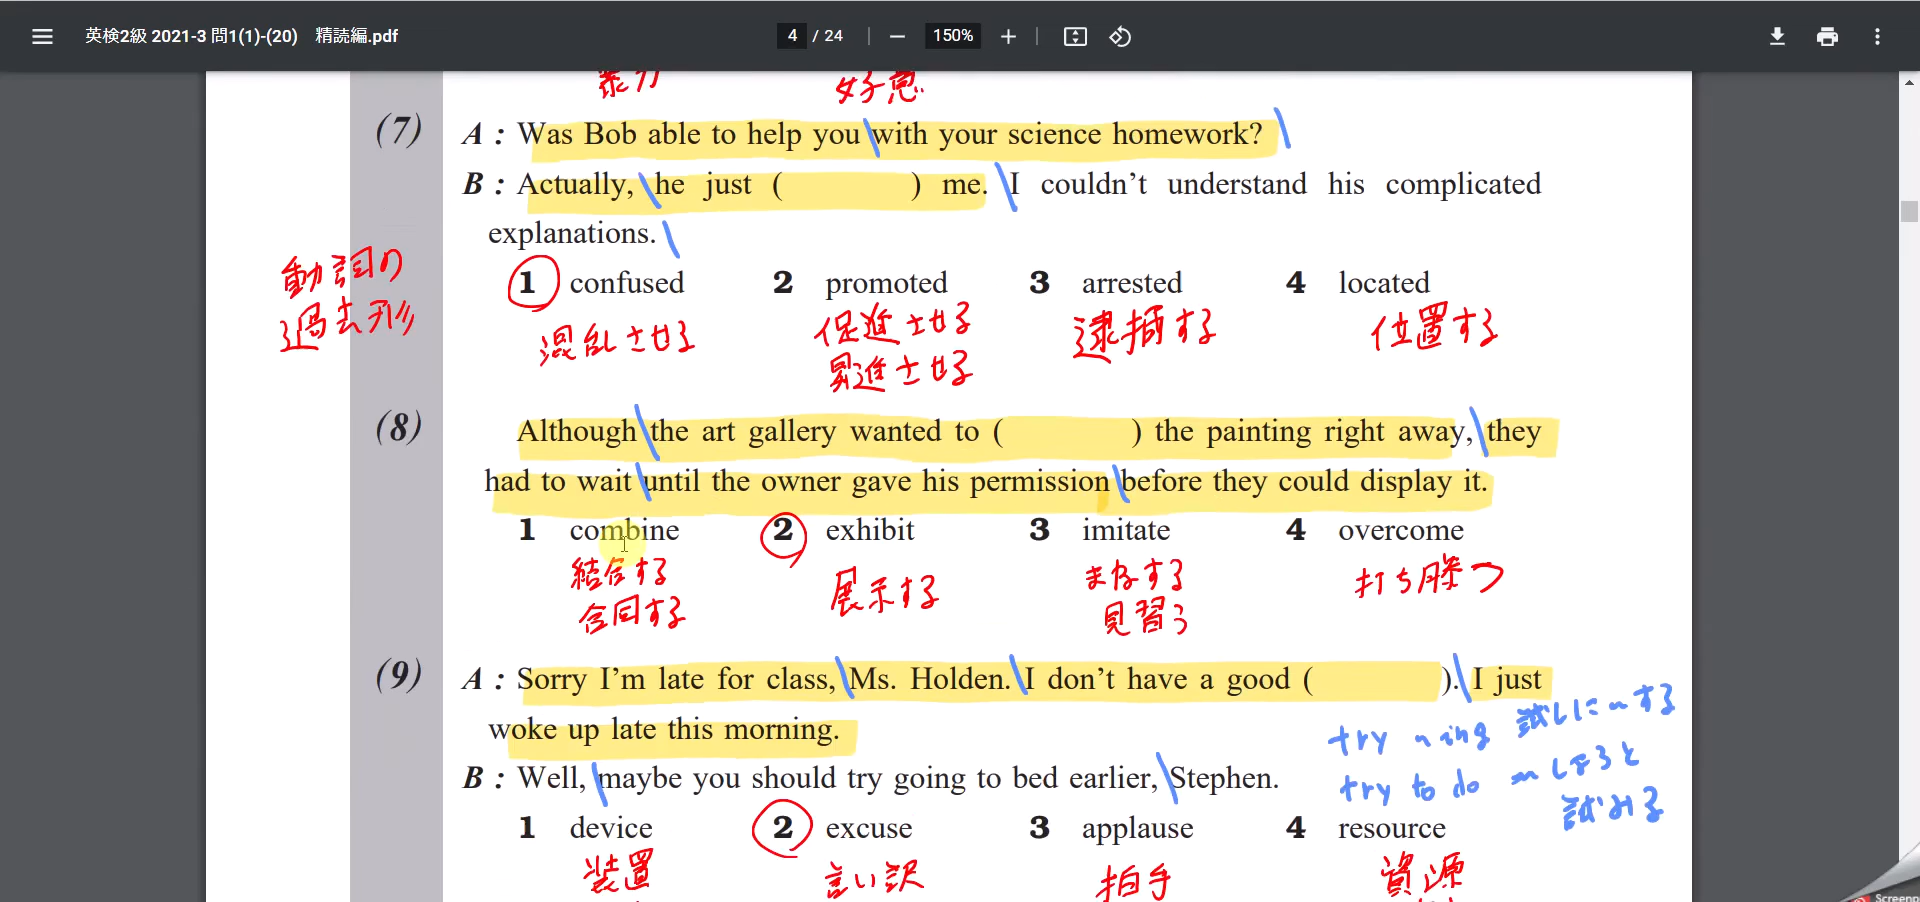 英検2級 2021-3 問1(1)-(20)　精読編.pdf
4 / 24
150%
暴力 好意
(7) A : Was Bob able to help you with your science homework?
B : Actually, he just ( ) me. I couldn't understand his complicated
explanations.
動詞の
過去形
1 confused 2 promoted 3 arrested 4 located
混乱させる 促進させる 逮捕する 位置する
昇進させる
(8) Although the art gallery wanted to ( ) the painting right away, they
had to wait until the owner gave his permission before they could display it.
1 combine 2 exhibit 3 imitate 4 overcome
結合する 展示する まねする 打ち勝つ
合同する 見習う
(9) A : Sorry I'm late for class, Ms. Holden. I don't have a good ( ). I just
woke up late this morning.
try ~ing 試しに~する
B : Well, maybe you should try going to bed earlier, Stephen.
try to do ~しようと
試みる
1 device 2 excuse 3 applause 4 resource
装置 言い訳 拍手 資源